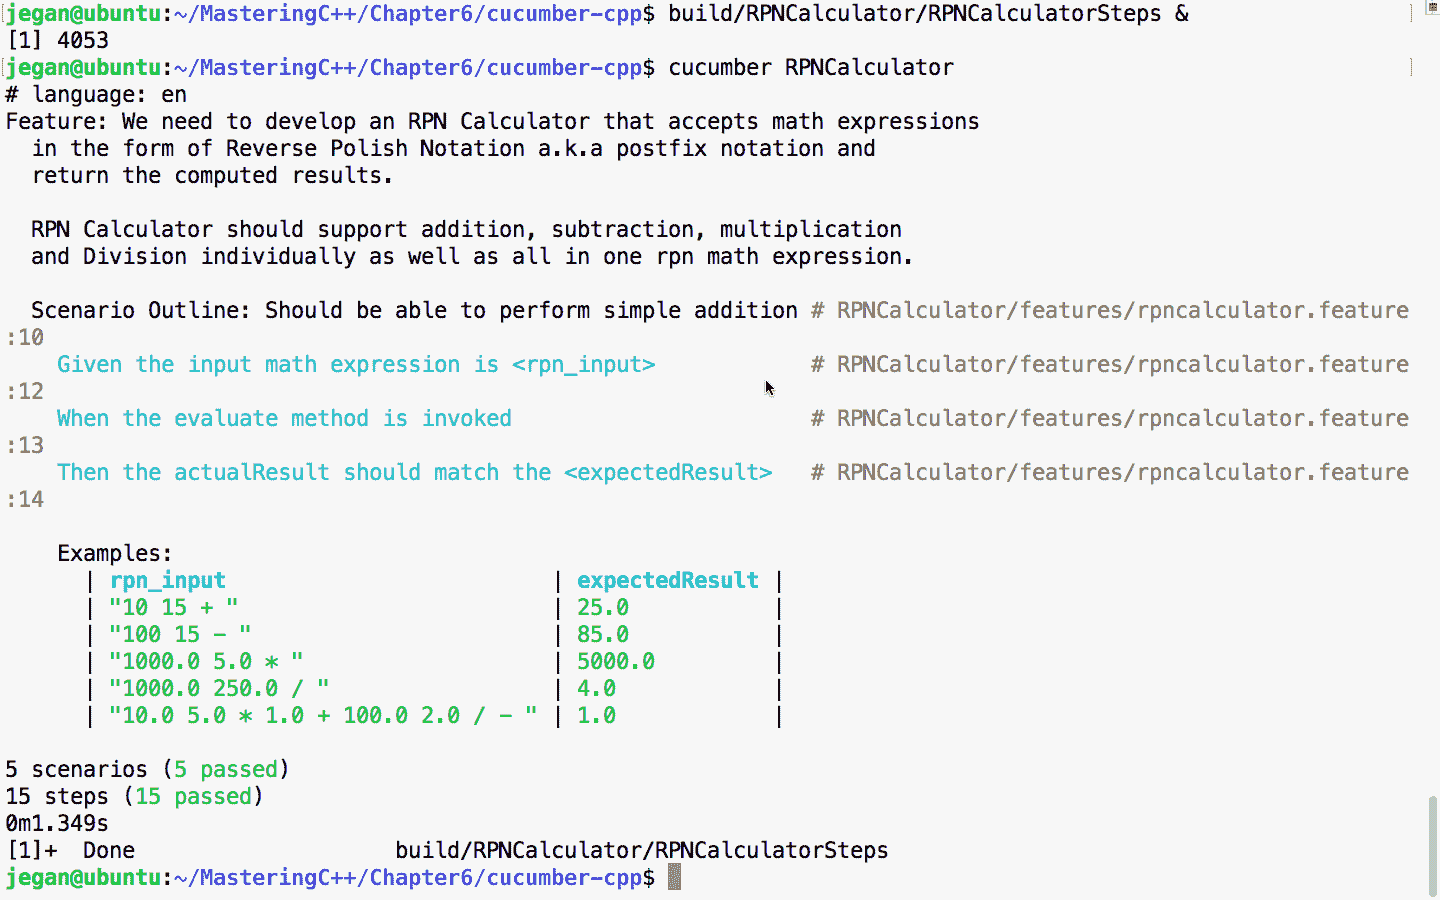 jegan@ubuntu:~/MasteringC++/Chapter6/cucumber-cpp$ build/RPNCalculator/RPNCalculatorSteps &
[1] 4053
jegan@ubuntu:~/MasteringC++/Chapter6/cucumber-cpp$ cucumber RPNCalculator
# language: en
Feature: We need to develop an RPN Calculator that accepts math expressions
  in the form of Reverse Polish Notation a.k.a postfix notation and
  return the computed results.

  RPN Calculator should support addition, subtraction, multiplication
  and Division individually as well as all in one rpn math expression.

  Scenario Outline: Should be able to perform simple addition # RPNCalculator/features/rpncalculator.feature
:10
    Given the input math expression is <rpn_input>            # RPNCalculator/features/rpncalculator.feature
:12
    When the evaluate method is invoked                       # RPNCalculator/features/rpncalculator.feature
:13
    Then the actualResult should match the <expectedResult>   # RPNCalculator/features/rpncalculator.feature
:14

    Examples:
      | rpn_input                         | expectedResult |
      | "10 15 + "                        | 25.0           |
      | "100 15 - "                       | 85.0           |
      | "1000.0 5.0 * "                   | 5000.0         |
      | "1000.0 250.0 / "                 | 4.0            |
      | "10.0 5.0 * 1.0 + 100.0 2.0 / - " | 1.0            |

5 scenarios (5 passed)
15 steps (15 passed)
0m1.349s
[1]+  Done                    build/RPNCalculator/RPNCalculatorSteps
jegan@ubuntu:~/MasteringC++/Chapter6/cucumber-cpp$